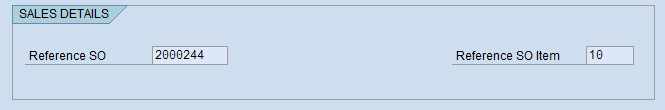 SALES DETAILS
Reference SO 2000244 Reference SO Item 10